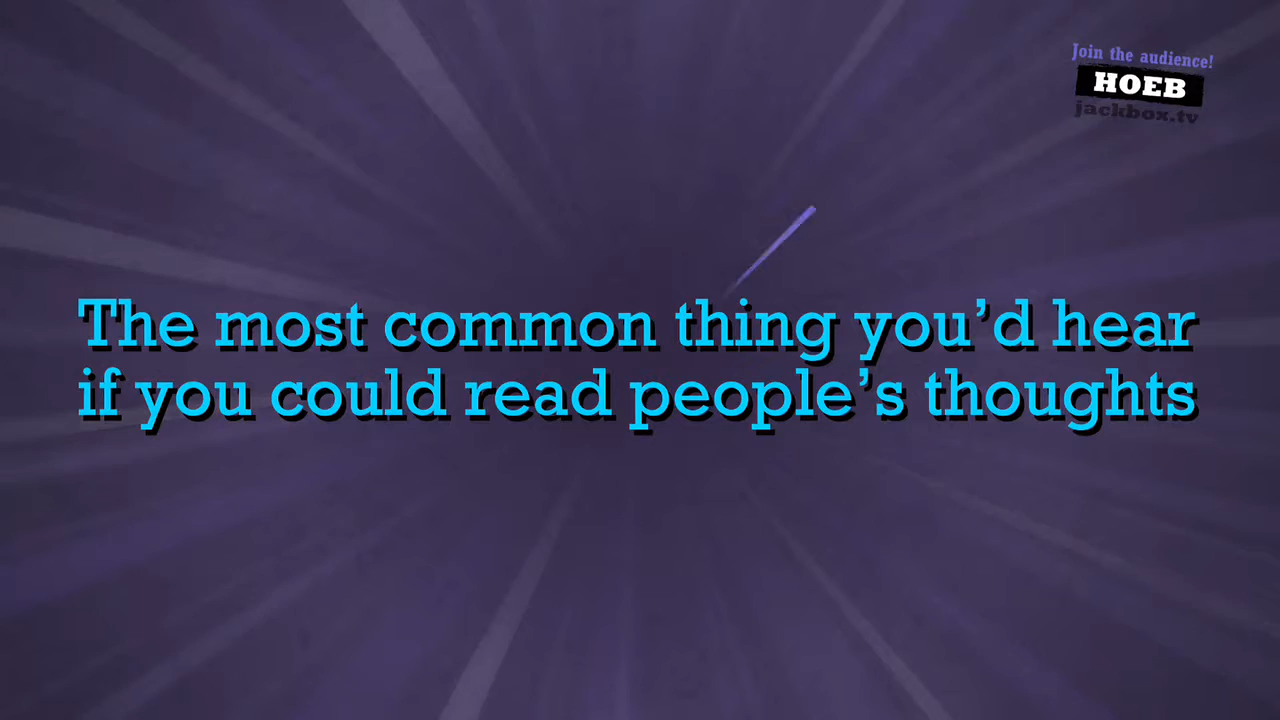 Join the audience!
HOEB
jackbox.tv
The most common thing you’d hear
if you could read people’s thoughts